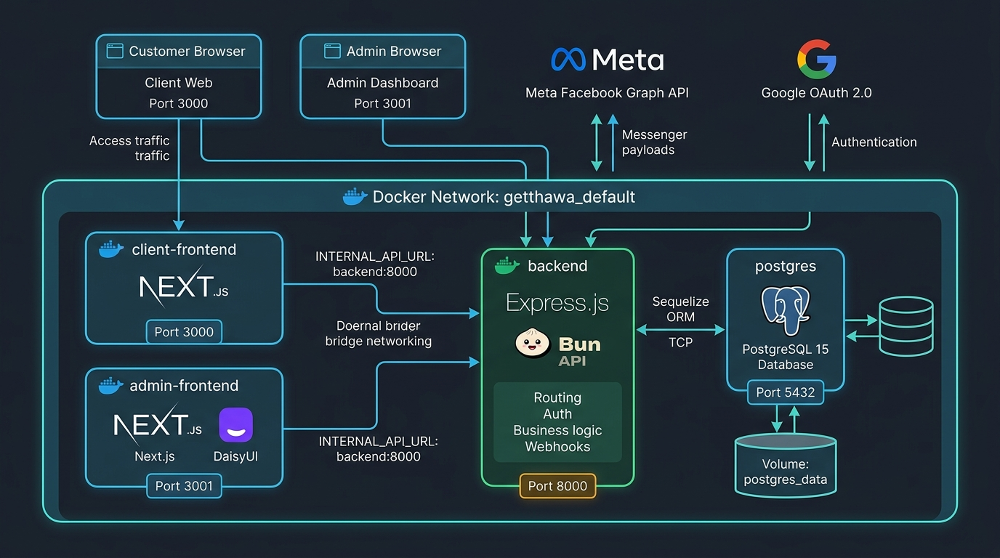 Customer Browser
Client Web
Port 3000
Admin Browser
Admin Dashboard
Port 3001
Meta
Meta Facebook Graph API
Google OAuth 2.0
Access traffic
traffic
Messenger
payloads
Authentication
Docker Network: getthawa_default
client-frontend
NEXT.JS
Port 3000
INTERNAL_API_URL:
backend:8000
Doernal brıder
bridge networking
admin-frontend
NEXT.JS
Next.js
DaisyUI
Port 3001
INTERNAL_API_URL:
backend:8000
backend
Express.js
Bun
API
Routing
Auth
Business logic
Webhooks
Port 8000
Sequelize
ORM
TCP
postgres
PostgreSQL 15
Database
Port 5432
Volume:
postgres_data